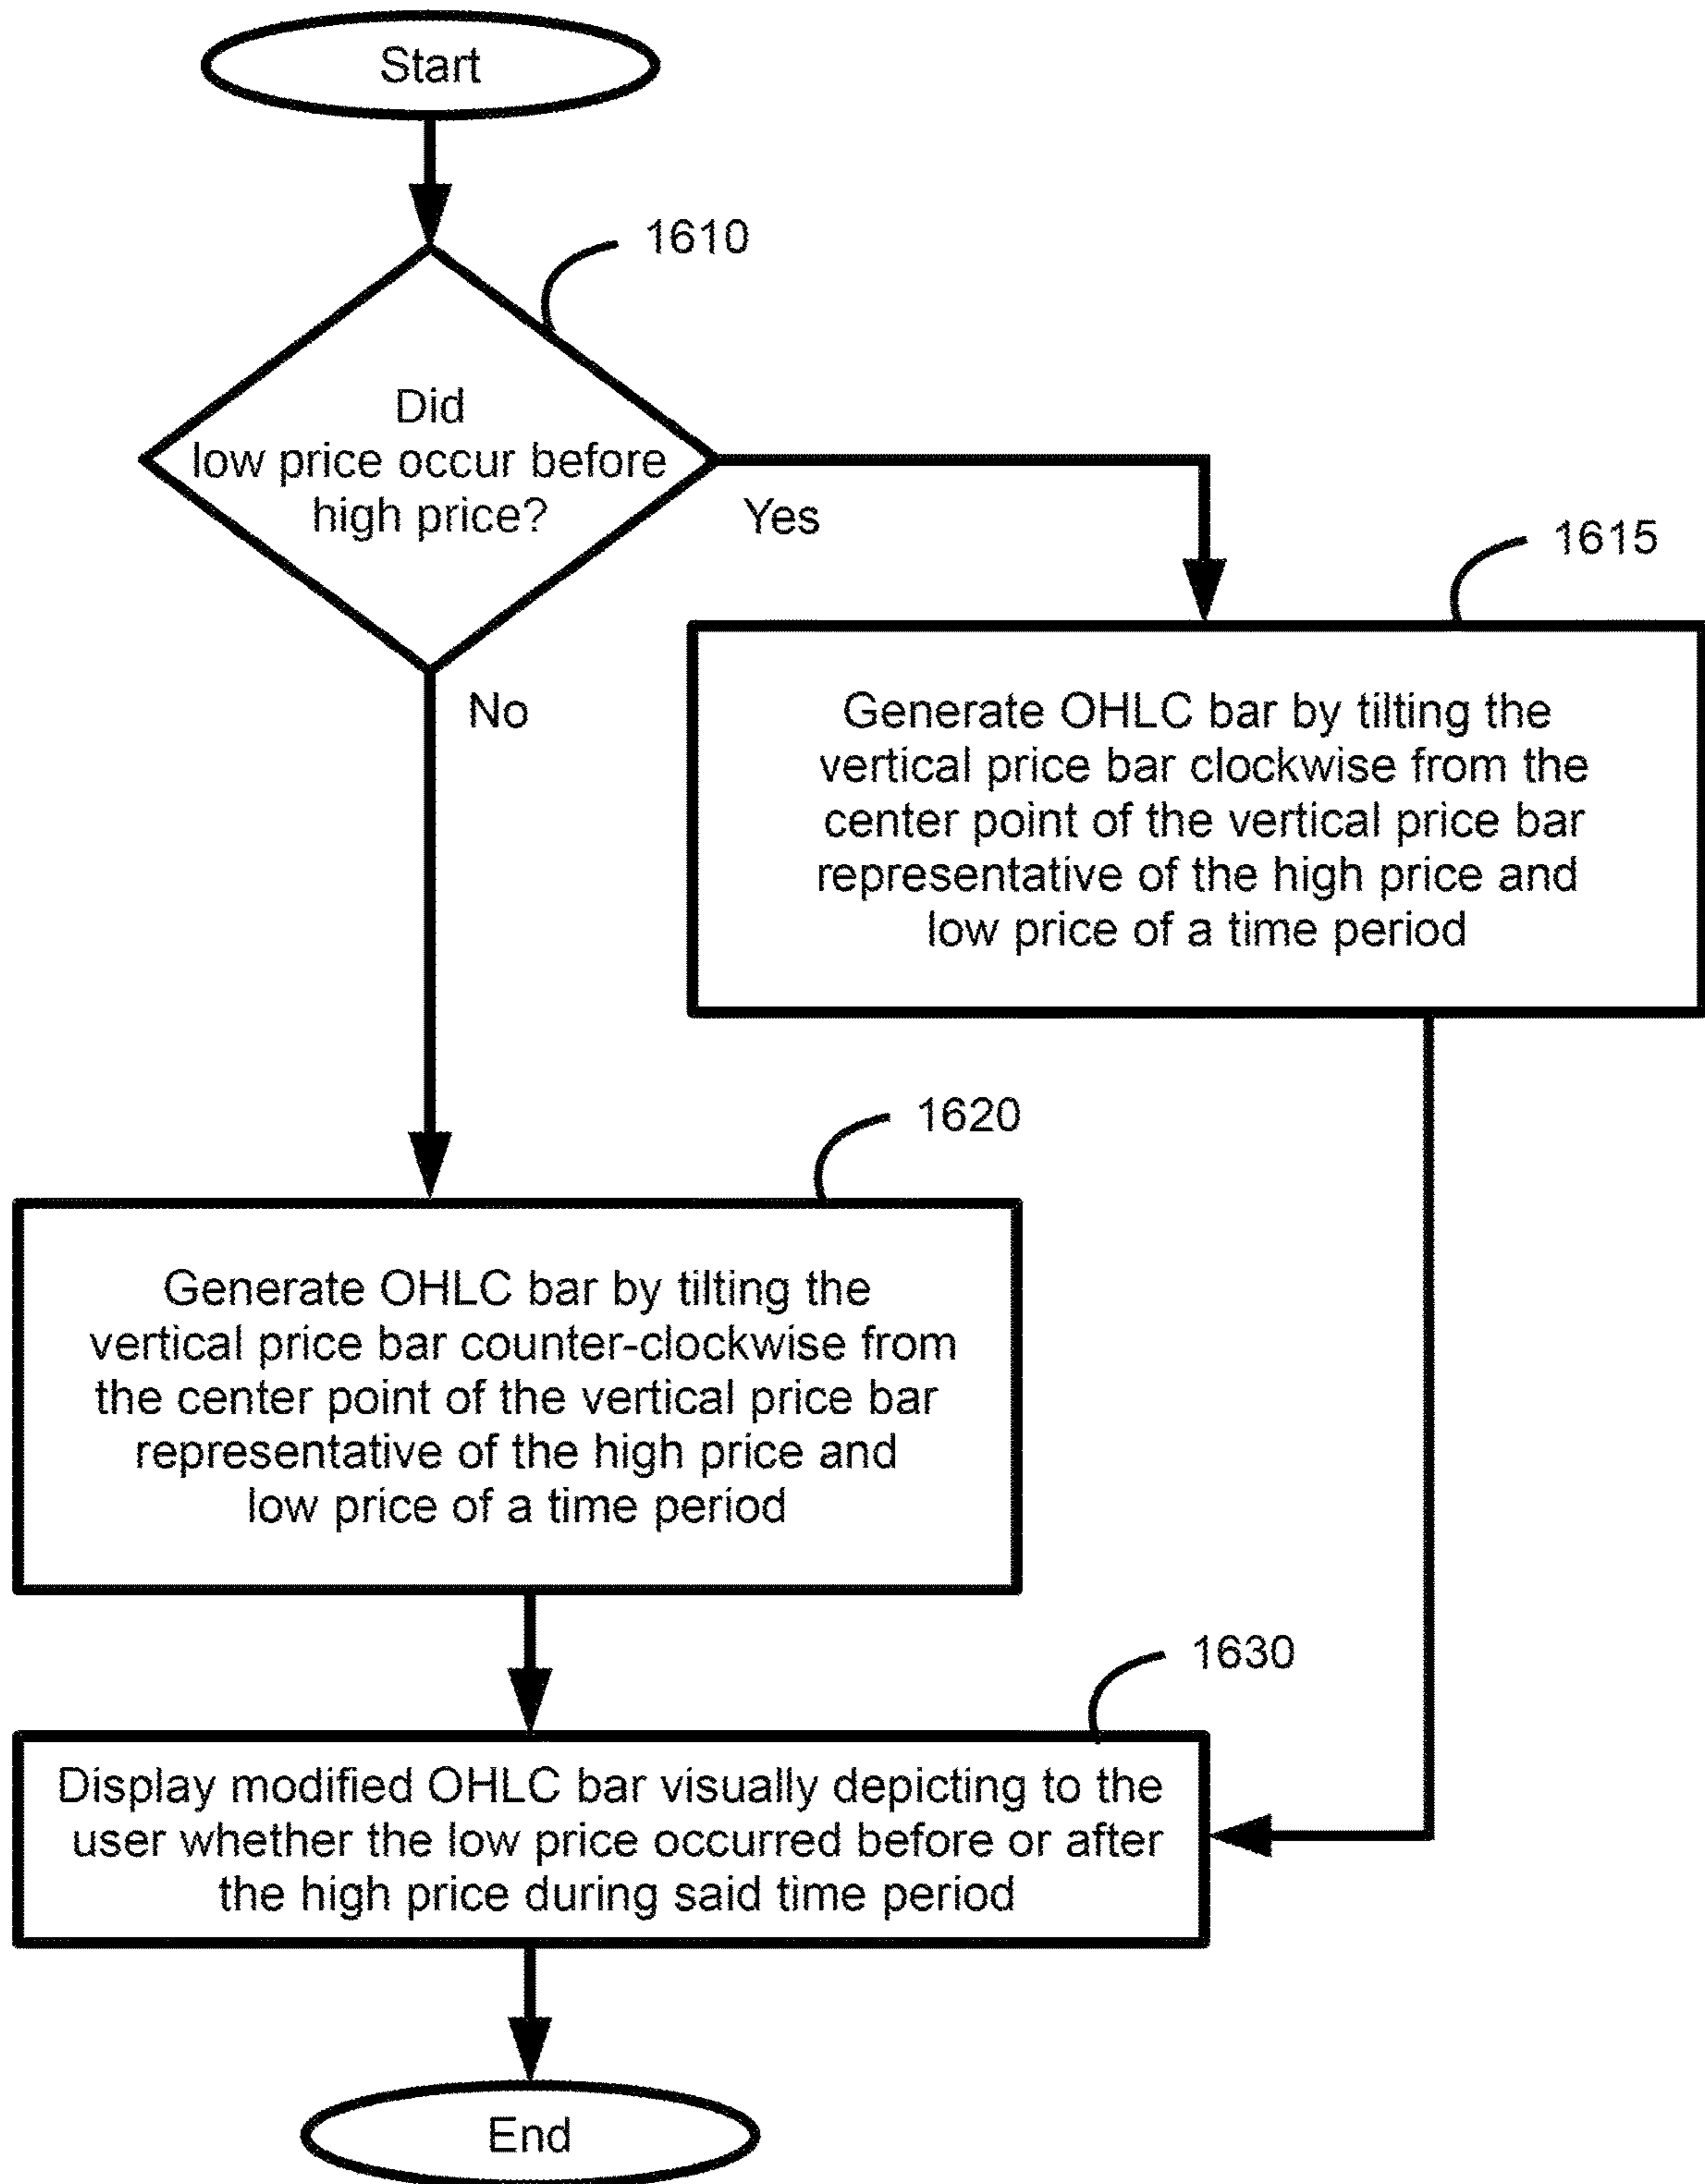 Start
1610
Did
low price occur before
high price?
Yes
1615
No
Generate OHLC bar by tilting the
vertical price bar clockwise from the
center point of the vertical price bar
representative of the high price and
low price of a time period
1620
Generate OHLC bar by tilting the
vertical price bar counter-clockwise from
the center point of the vertical price bar
representative of the high price and
low price of a time period
1630
Display modified OHLC bar visually depicting to the
user whether the low price occurred before or after
the high price during said time period
End